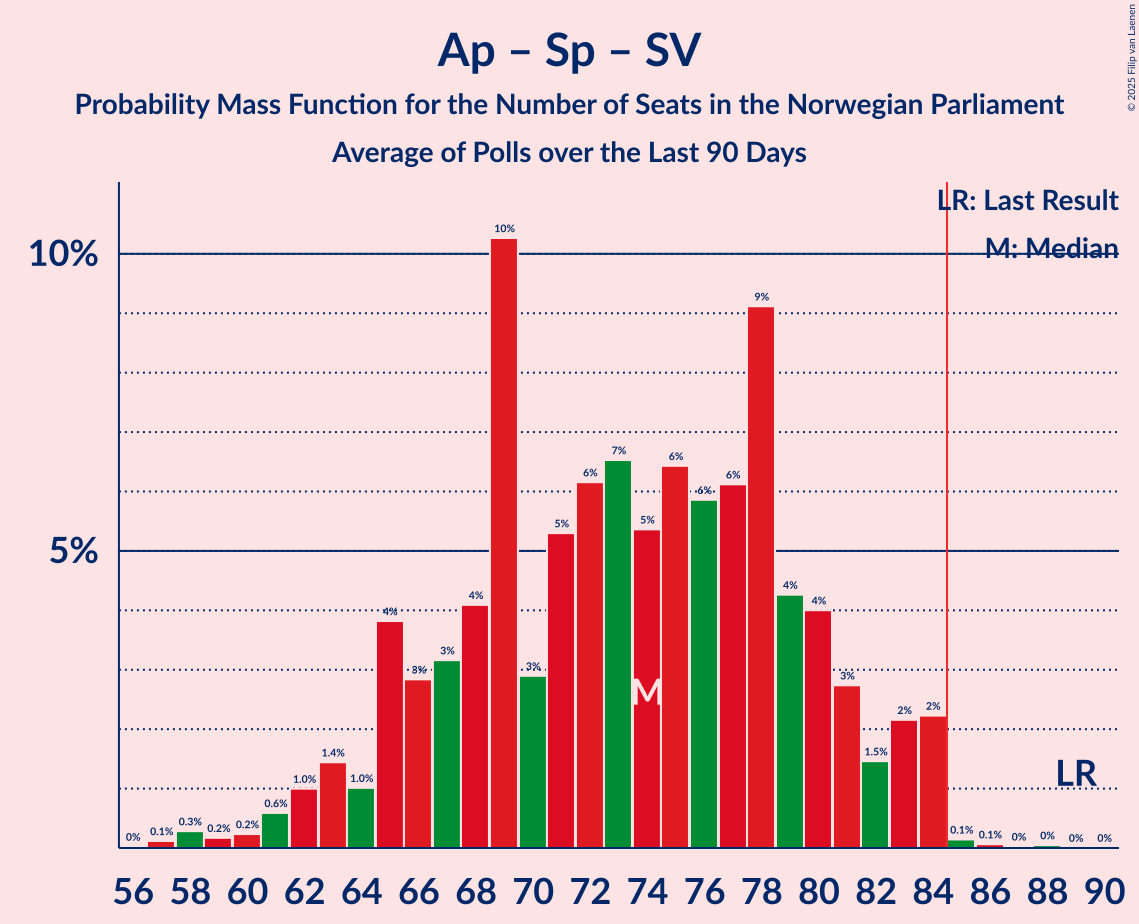 Ap – Sp – SV
Probability Mass Function for the Number of Seats in the Norwegian Parliament
Average of Polls over the Last 90 Days
© 2025 Filip van Laenen
LR: Last Result
M: Median
10%
5%
0% 0.1% 0.3% 0.2% 0.2% 0.6% 1.0% 1.4% 1.0% 4% 3% 3% 4% 10% 3% 5% 6% 7% 5% 6% 6% 6% 9% 4% 4% 3% 1.5% 2% 2% 0.1% 0.1% 0% 0% 0% 0%
M
LR
56 58 60 62 64 66 68 70 72 74 76 78 80 82 84 86 88 90